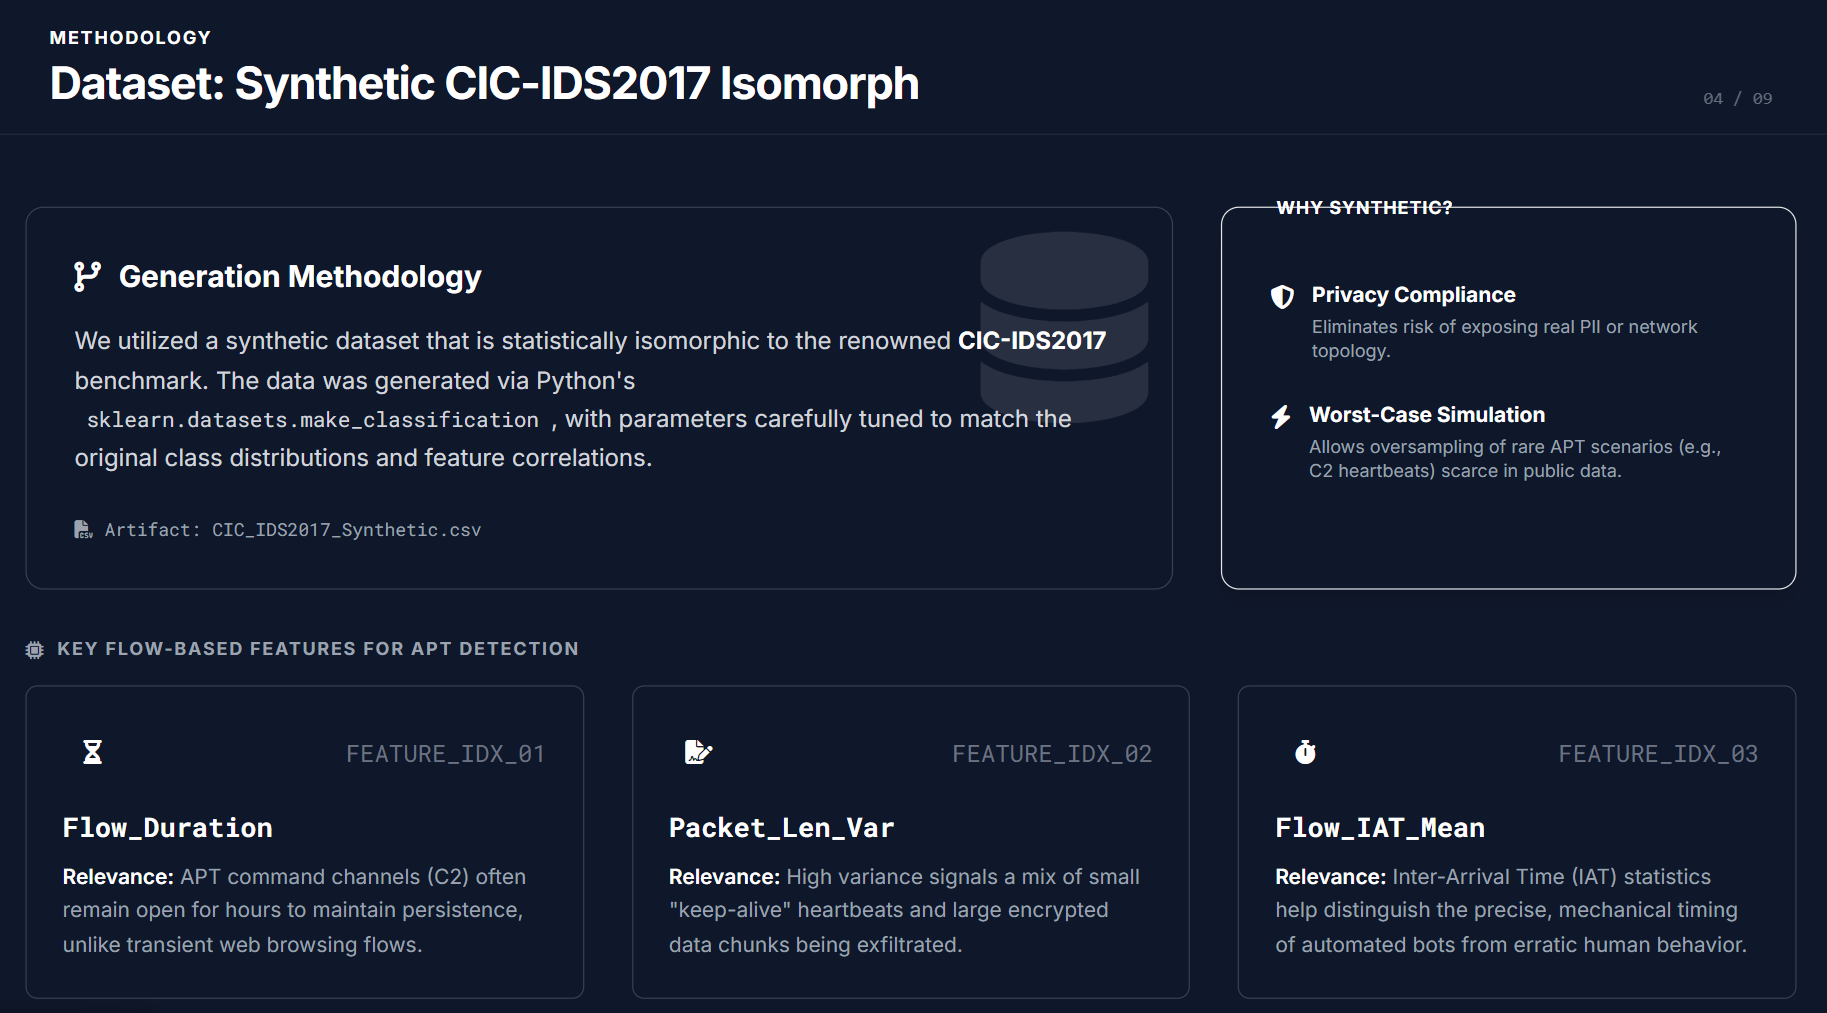 METHODOLOGY
Dataset: Synthetic CIC-IDS2017 Isomorph
04 / 09
Generation Methodology
We utilized a synthetic dataset that is statistically isomorphic to the renowned CIC-IDS2017
benchmark. The data was generated via Python's
sklearn.datasets.make_classification , with parameters carefully tuned to match the
original class distributions and feature correlations.
CSV Artifact: CIC_IDS2017_Synthetic.csv
WHY SYNTHETIC?
Privacy Compliance
Eliminates risk of exposing real PII or network
topology.
Worst-Case Simulation
Allows oversampling of rare APT scenarios (e.g.,
C2 heartbeats) scarce in public data.
KEY FLOW-BASED FEATURES FOR APT DETECTION
FEATURE_IDX_01
Flow_Duration
Relevance: APT command channels (C2) often
remain open for hours to maintain persistence,
unlike transient web browsing flows.
FEATURE_IDX_02
Packet_Len_Var
Relevance: High variance signals a mix of small
"keep-alive" heartbeats and large encrypted
data chunks being exfiltrated.
FEATURE_IDX_03
Flow_IAT_Mean
Relevance: Inter-Arrival Time (IAT) statistics
help distinguish the precise, mechanical timing
of automated bots from erratic human behavior.